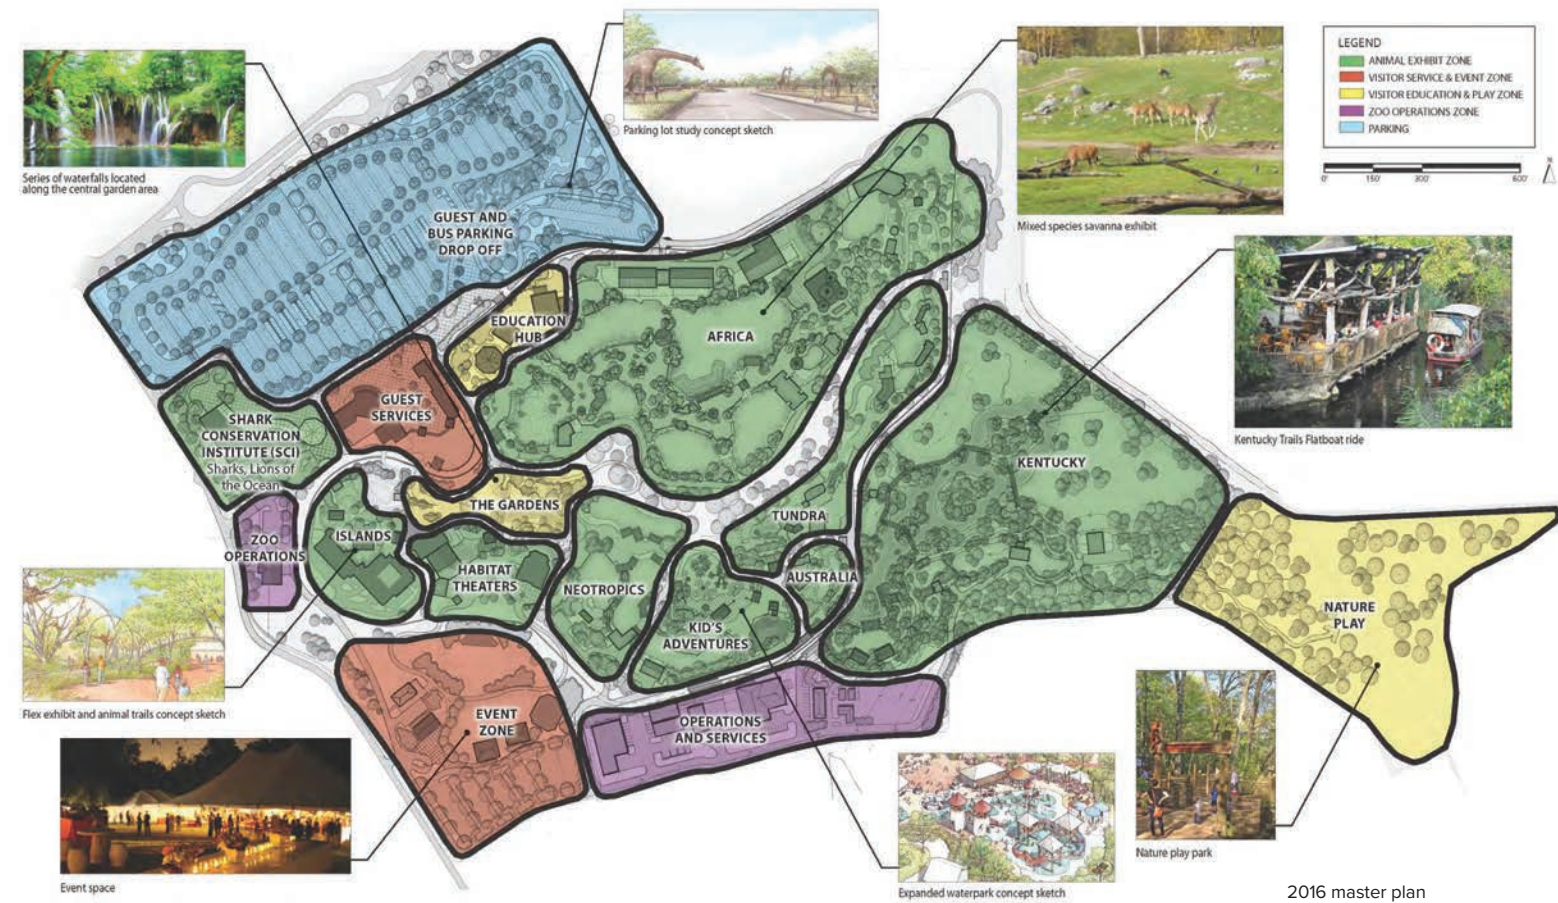 Series of waterfalls located
along the central garden area
Parking lot study concept sketch
Mixed species savanna exhibit
LEGEND
ANIMAL EXHIBIT ZONE
VISITOR SERVICE & EVENT ZONE
VISITOR EDUCATION & PLAY ZONE
ZOO OPERATIONS ZONE
PARKING
0' 150' 300' 600'
N
Kentucky Trails Flatboat ride
GUEST AND
BUS PARKING
DROP OFF
EDUCATION
HUB
AFRICA
GUEST
SERVICES
SHARK
CONSERVATION
INSTITUTE (SCI)
Sharks, Lions of
the Ocean
KENTUCKY
THE GARDENS
TUNDRA
ISLANDS
ZOO
OPERATIONS
HABITAT
THEATERS
NEOTROPICS
AUSTRALIA
KID'S
ADVENTURES
NATURE
PLAY
EVENT
ZONE
OPERATIONS
AND SERVICES
Flex exhibit and animal trails concept sketch
Event space
Expanded waterpark concept sketch
Nature play park
2016 master plan